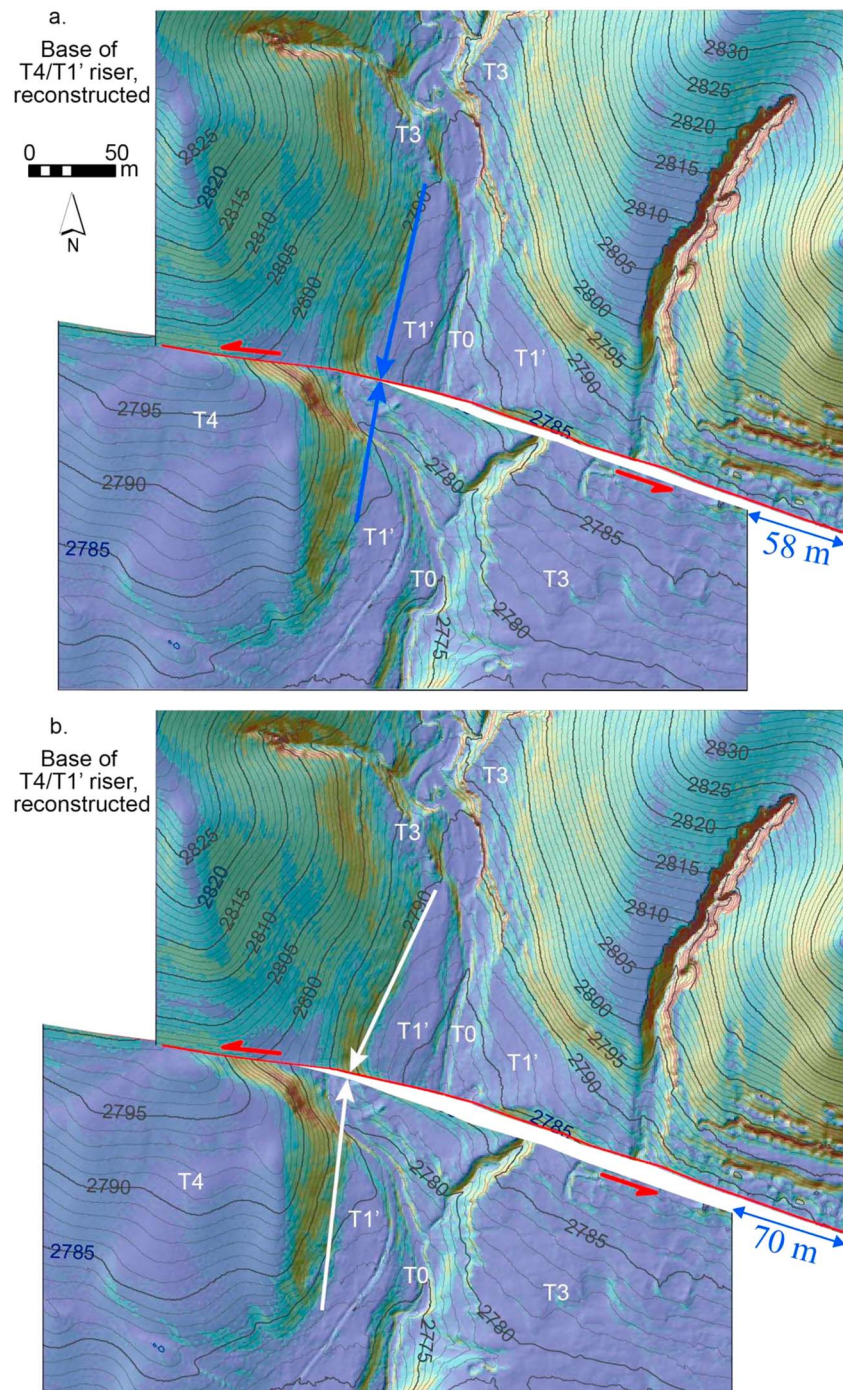 a.
Base of
T4/T1' riser,
reconstructed
0 50
m
N
T3
T3
2830
2825
2820
2815
2810
2805
2800
2795
2790
2825
2820
2815
2810
2805
2800
2790
T1'
T0
T1'
2785
2795
T4
2790
2785
2780
T1'
T0
2775
T3
2785
2780
58 m
b.
Base of
T4/T1' riser,
reconstructed
T3
T3
2830
2825
2820
2815
2810
2805
2800
2795
2790
2825
2820
2815
2810
2805
2800
2790
T1'
T0
T1'
2785
2795
T4
2790
2785
2780
T1'
T0
2775
T3
2785
2780
70 m